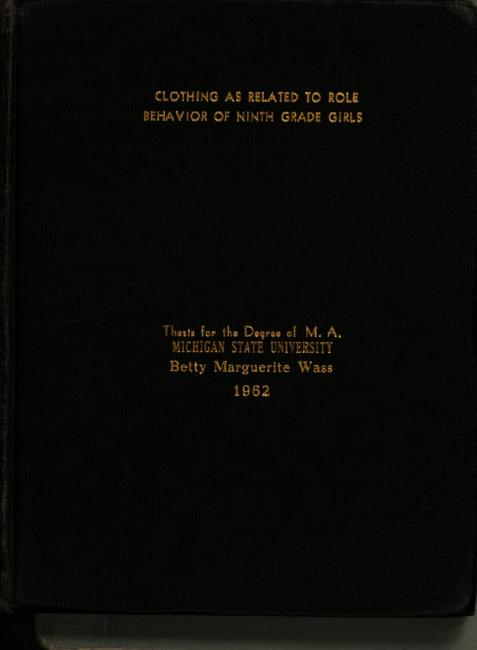 CLOTHING AS RELATED TO ROLE
BEHAVIOR OF NINTH GRADE GIRLS
Thesis for the Degree of M. A.
MICHIGAN STATE UNIVERSITY
Betty Marguerite Wass
1962